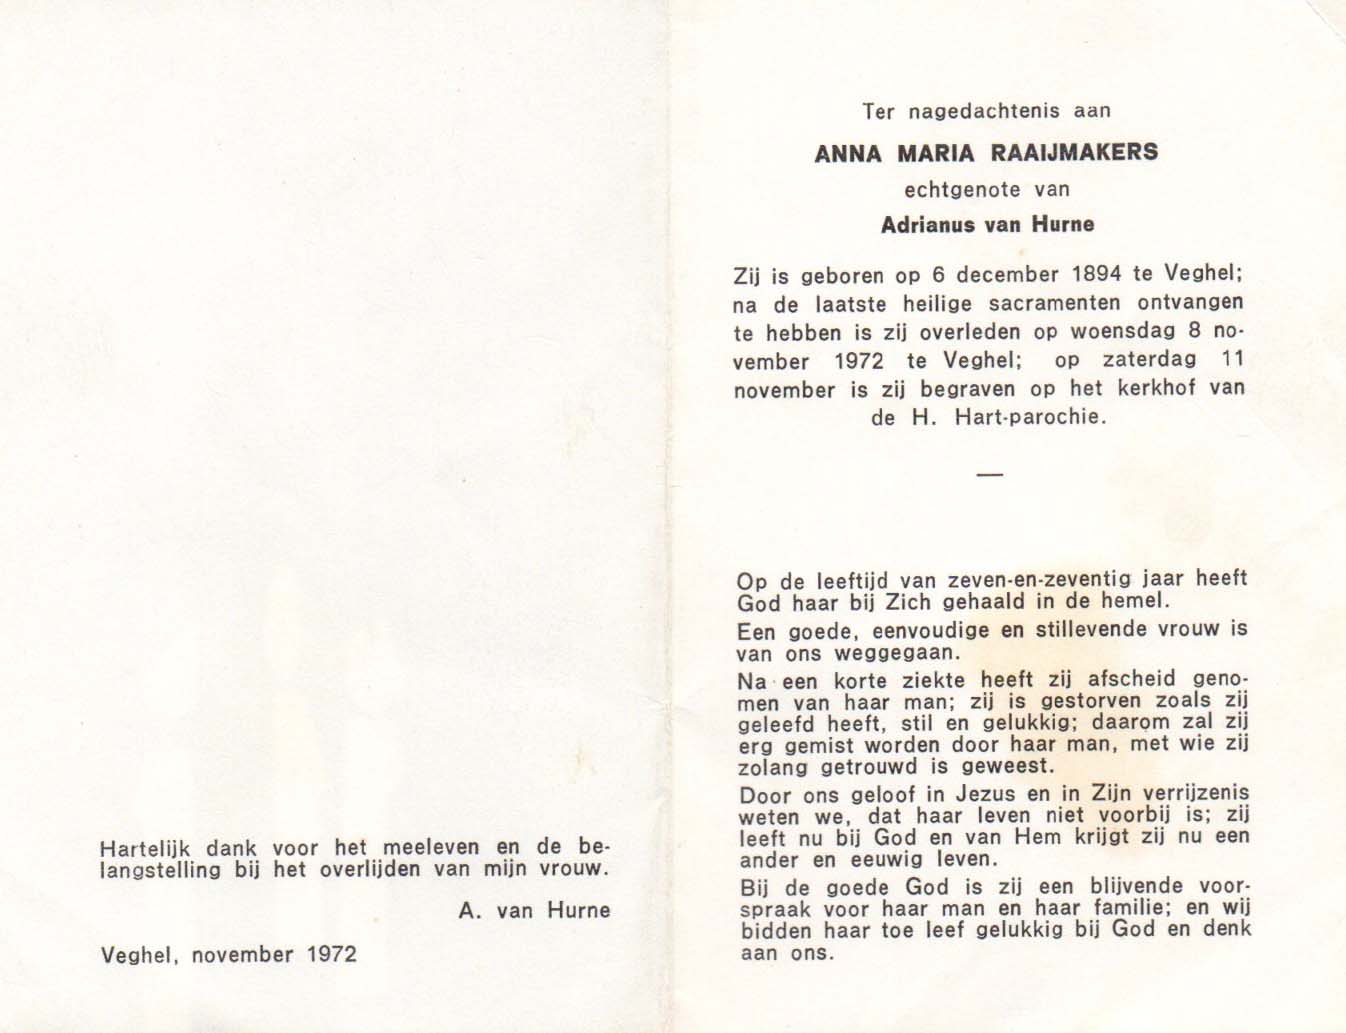 Hartelijk dank voor het meeleven en de be-
langstelling bij het overlijden van mijn vrouw.
A. van Hurne
Veghel, november 1972
Ter nagedachtenis aan
ANNA MARIA RAAIJMAKERS
echtgenote van
Adrianus van Hurne
Zij is geboren op 6 december 1894 te Veghel;
na de laatste heilige sacramenten ontvangen
te hebben is zij overleden op woensdag 8 no-
vember 1972 te Veghel; op zaterdag 11
november is zij begraven op het kerkhof van
de H. Hart-parochie.
—
Op de leeftijd van zeven-en-zeventig jaar heeft
God haar bij Zich gehaald in de hemel.
Een goede, eenvoudige en stillevende vrouw is
van ons weggegaan.
Na een korte ziekte heeft zij afscheid geno-
men van haar man; zij is gestorven zoals zij
geleefd heeft, stil en gelukkig; daarom zal zij
erg gemist worden door haar man, met wie zij
zolang getrouwd is geweest.
Door ons geloof in Jezus en in Zijn verrijzenis
weten we, dat haar leven niet voorbij is; zij
leeft nu bij God en van Hem krijgt zij nu een
ander en eeuwig leven.
Bij de goede God is zij een blijvende voor-
spraak voor haar man en haar familie; en wij
bidden haar toe leef gelukkig bij God en denk
aan ons.